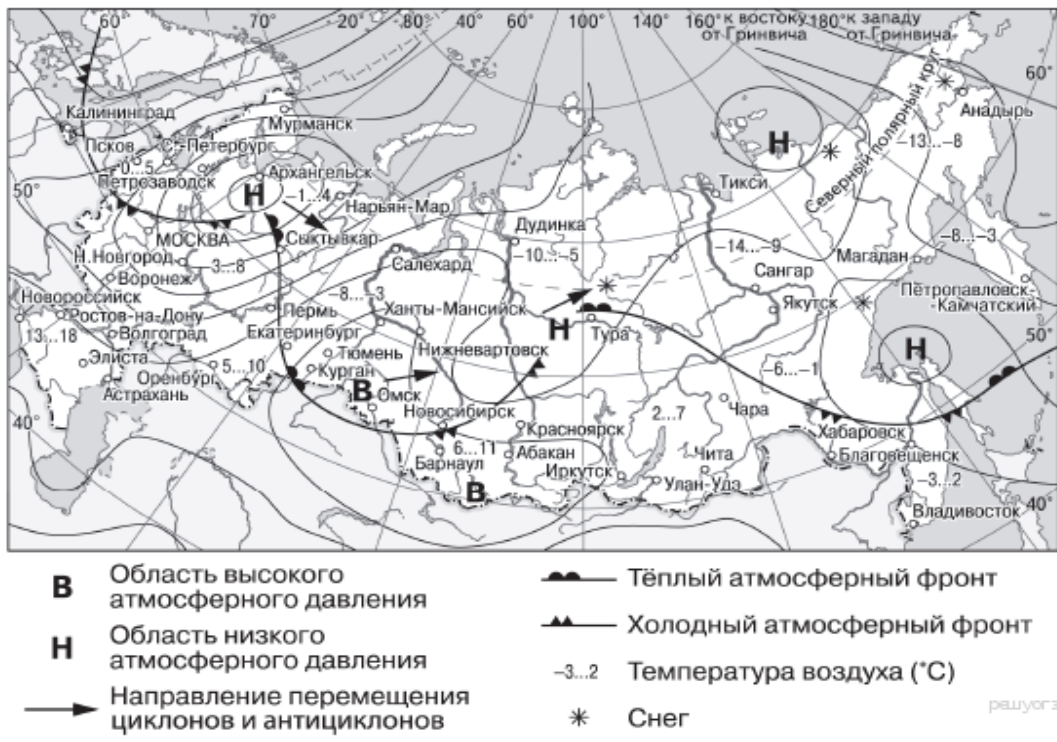 60°
70°
20°
30°
40°
60°
100°
140°
160° к востоку от Гринвича
180° к западу от Гринвича
60°
Северный полярный круг
Анадырь
Калининград
Мурманск
Псков
С.-Петербург
–13...–8
Н
0...5
Петрозаводск
Архангельск
Тикси
50°
Н
–1...4
Нарьян-Мар
Дудинка
МОСКВА
Сыктывкар
–10...–5
–14...–9
–8...–3
Магадан
Н.Новгород
–3...8
Салехард
Сангар
Воронеж
–8...–3
Петропавловск-
Камчатский
Новороссийск
Ростов-на-Дону
Пермь
Ханты-Мансийск
Н
Тура
Якутск
Волгоград
Екатеринбург
13...18
Тюмень
Нижневартовск
Н
50°
Элиста
5...10
Курган
–6...–1
Оренбург
В
Астрахань
Омск
Новосибирск
2...7
Чара
40°
Красноярск
Хабаровск
6...11
Барнаул
Абакан
Чита
Благовещенск
Иркутск
Улан-Удэ
–3...2
В
40°
Владивосток
В
Область высокого
атмосферного давления
Н
Область низкого
атмосферного давления
Направление перемещения
циклонов и антициклонов
Тёплый атмосферный фронт
Холодный атмосферный фронт
–3...2
Температура воздуха (°С)
Снег